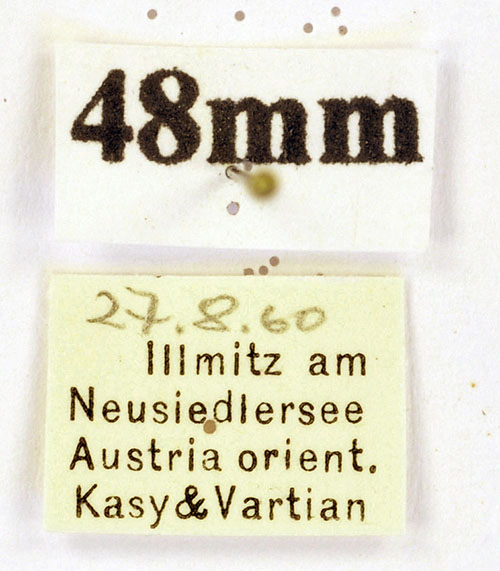 48mm
27.8.60
Illmitz am
Neusiedlersee
Austria orient.
Kasy&Vartian